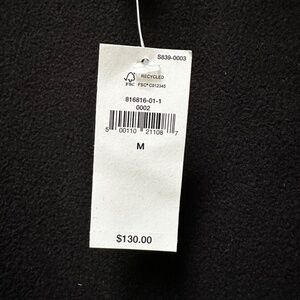 S839-0003
RECYCLED
FSC FSC® C012345
816816-01-1
0002
5 00110 21108 7
M
$130.00